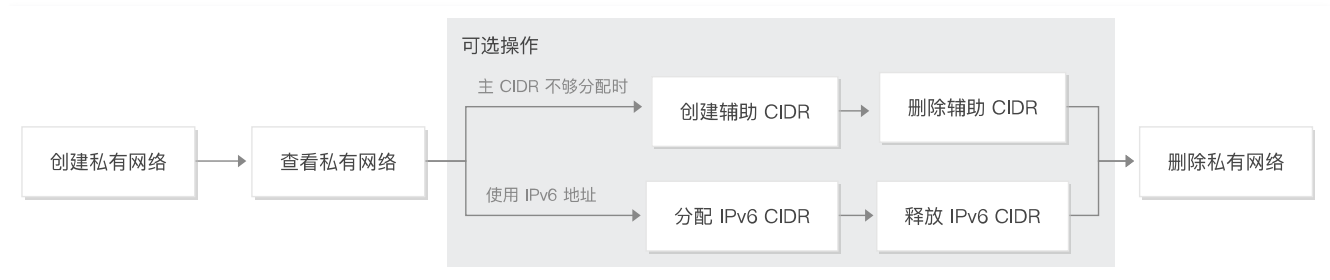 可选操作
主 CIDR 不够分配时
创建辅助 CIDR
删除辅助 CIDR
创建私有网络
查看私有网络
删除私有网络
使用 IPv6 地址
分配 IPv6 CIDR
释放 IPv6 CIDR